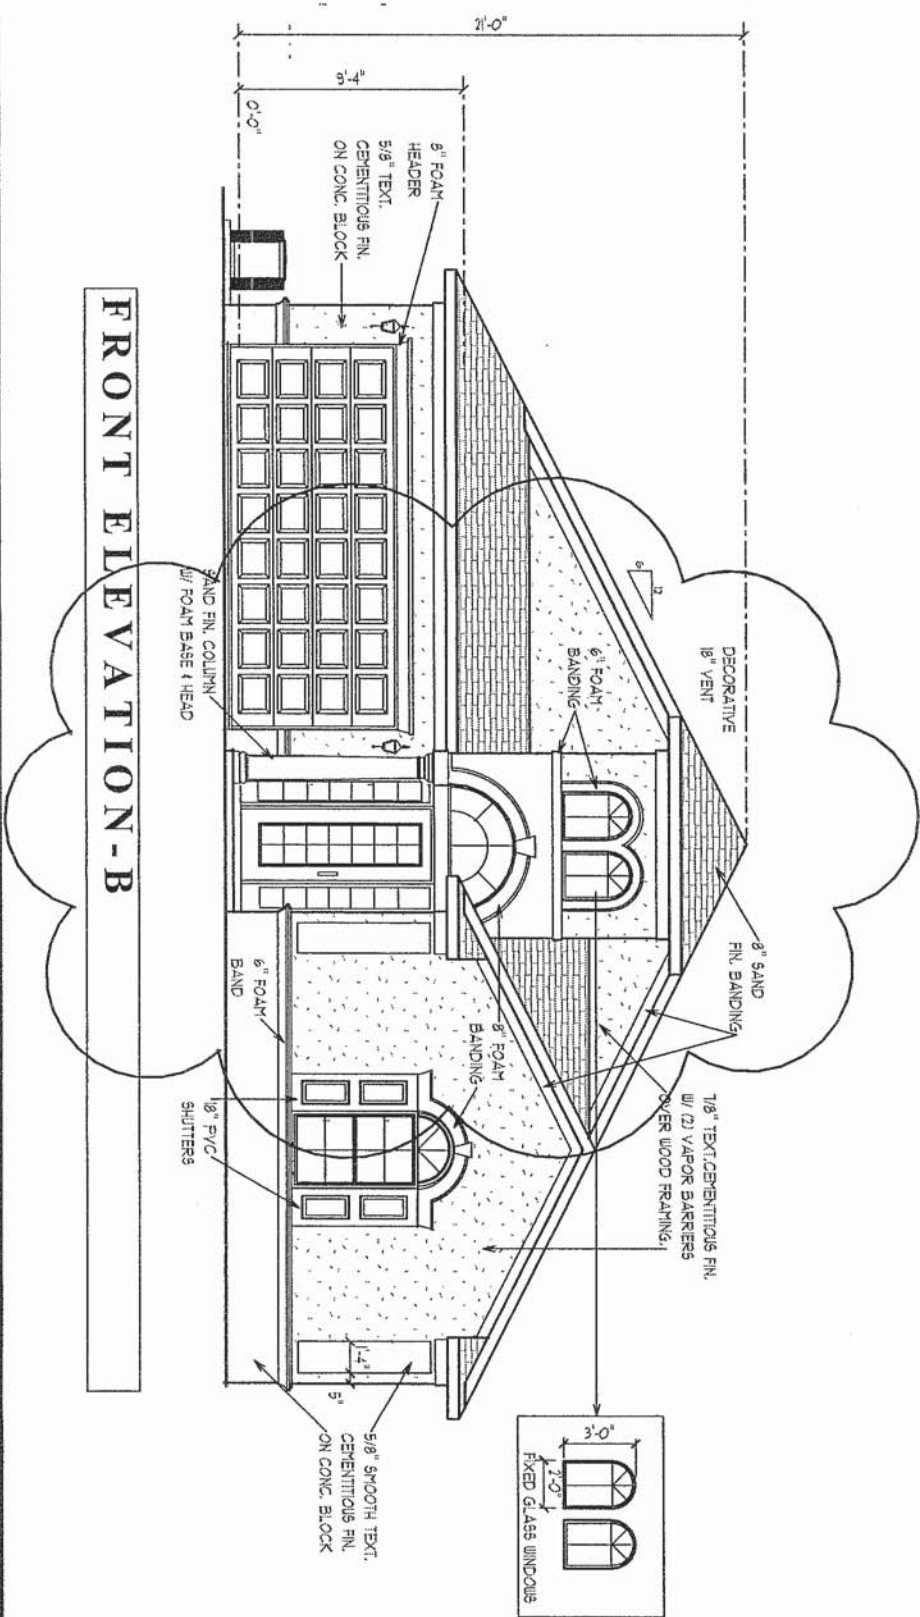 21'-0"
9'-4"
0'-0"
8" FOAM
HEADER
5/8" TEXT.
CEMENTITIOUS FIN.
ON CONC. BLOCK
12
6
DECORATIVE
18" VENT
6" FOAM
BANDING
8" SAND
FIN. BANDING
7/8" TEXT.CEMENTITIOUS FIN.
W/ (2) VAPOR BARRIERS
OVER WOOD FRAMING.
3'-0"
2'-0"
FIXED GLASS WINDOWS
8" FOAM
BANDING
SAND FIN. COLUMN
W/ FOAM BASE & HEAD
6" FOAM
BAND
18" PVC
SHUTTERS
1'-4"
5"
5/8" SMOOTH TEXT.
CEMENTITIOUS FIN.
ON CONC. BLOCK
FRONT ELEVATION-B